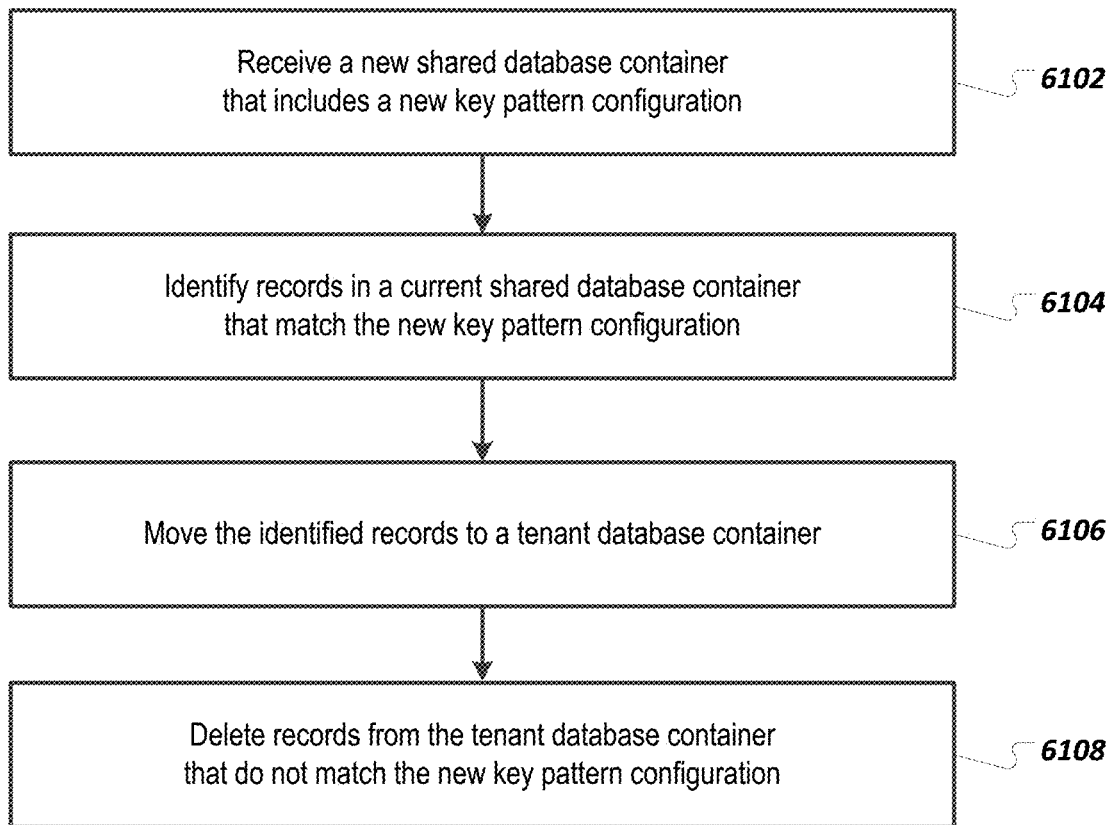 Receive a new shared database container
that includes a new key pattern configuration
6102
Identify records in a current shared database container
that match the new key pattern configuration
6104
Move the identified records to a tenant database container
6106
Delete records from the tenant database container
that do not match the new key pattern configuration
6108